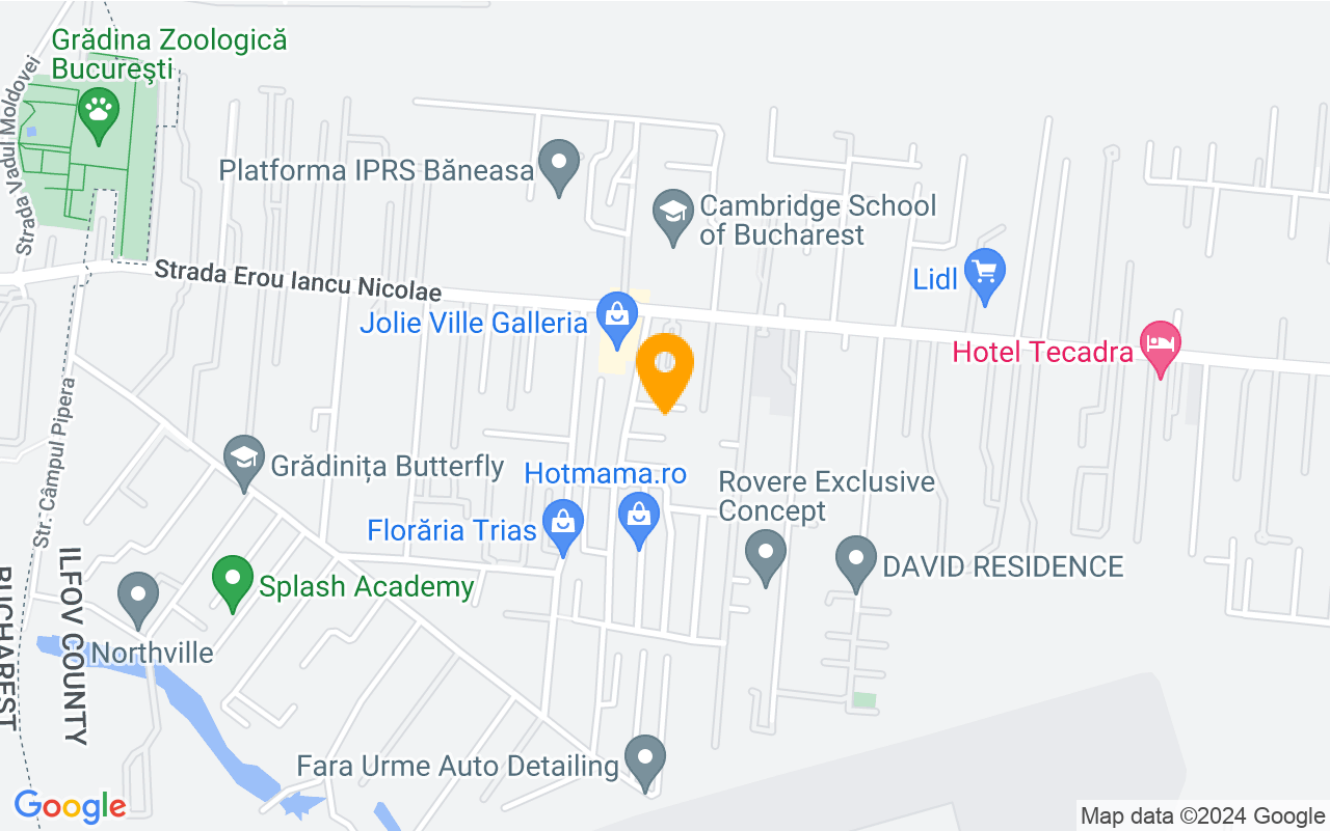 Grădina Zoologică
Bucureşti
Strada Vadul Moldovei
Platforma IPRS Băneasa
Cambridge School
of Bucharest
Strada Erou Iancu Nicolae
Lidl
Jolie Ville Galleria
Hotel Tecadra
Str. Câmpul Pipera
Grădinița Butterfly
Hotmama.ro
Rovere Exclusive
Concept
Florăria Trias
DAVID RESIDENCE
Splash Academy
ILFOV COUNTY
BUCHAREST
Northville
Fara Urme Auto Detailing
Google
Map data ©2024 Google